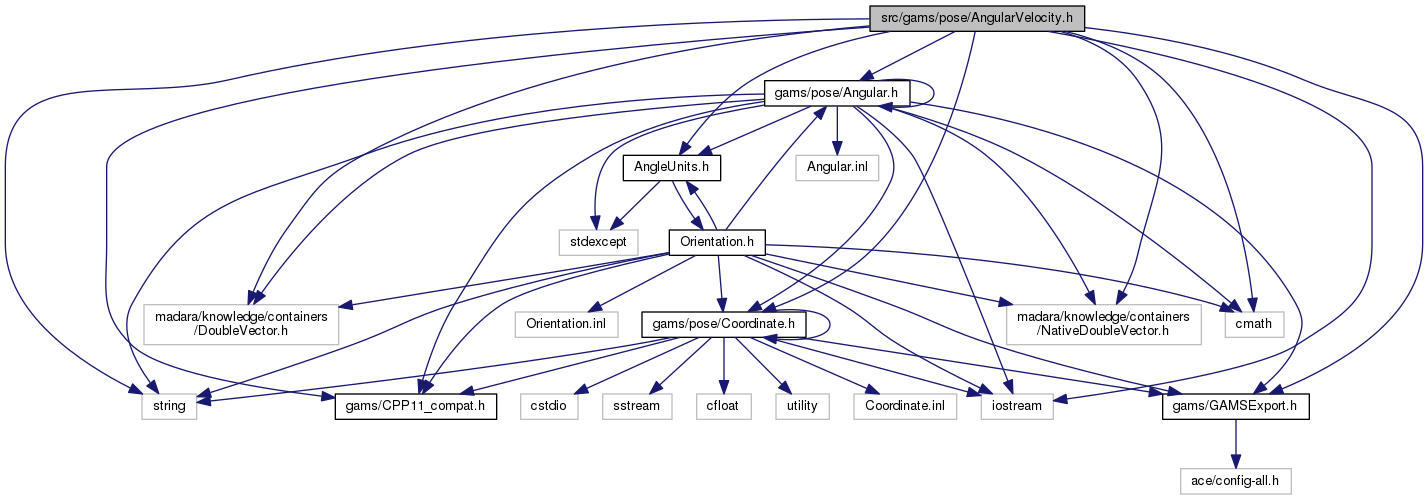 src/gams/pose/AngularVelocity.h
gams/pose/Angular.h
AngleUnits.h
Angular.inl
stdexcept
Orientation.h
madara/knowledge/containers
/DoubleVector.h
Orientation.inl
gams/pose/Coordinate.h
madara/knowledge/containers
/NativeDoubleVector.h
cmath
string
gams/CPP11_compat.h
cstdio
sstream
cfloat
utility
Coordinate.inl
iostream
gams/GAMSExport.h
ace/config-all.h